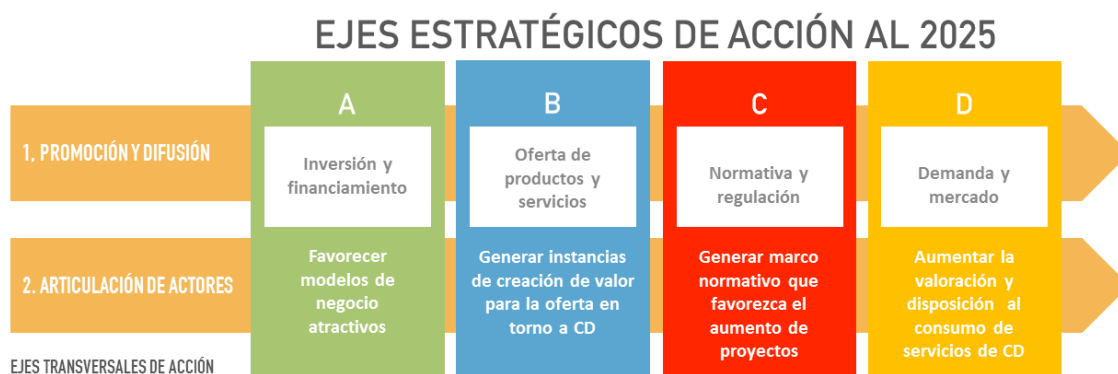 EJES ESTRATÉGICOS DE ACCIÓN AL 2025
1. PROMOCIÓN Y DIFUSIÓN
A
Inversión y
financiamiento
Favorecer
modelos de
negocio
atractivos
B
Oferta de
productos y
servicios
Generar instancias
de creación de valor
para la oferta en
torno a CD
C
Normativa y
regulación
Generar marco
normativo que
favorezca el
aumento de
proyectos
D
Demanda y
mercado
Aumentar la
valoración y
disposición al
consumo de
servicios de CD
2. ARTICULACIÓN DE ACTORES
EJES TRANSVERSALES DE ACCIÓN